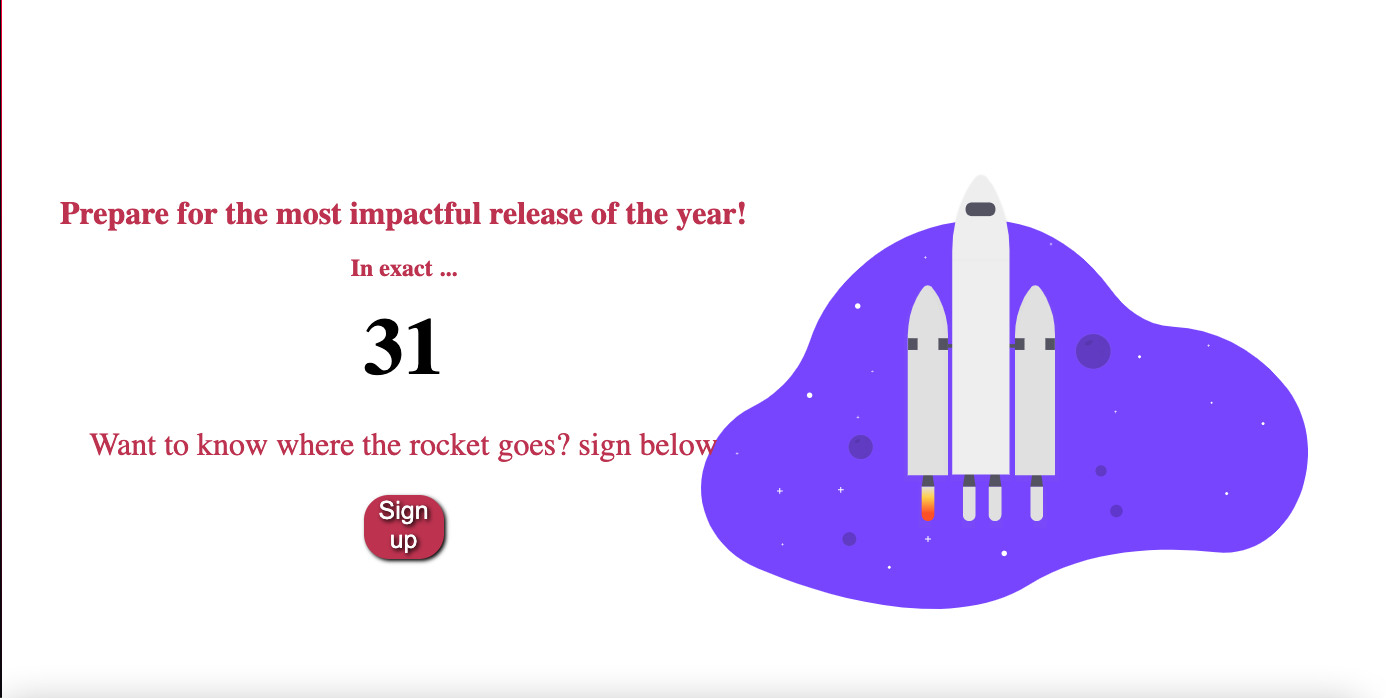 Prepare for the most impactful release of the year!
In exact ...
31
Want to know where the rocket goes? sign below
Sign
up